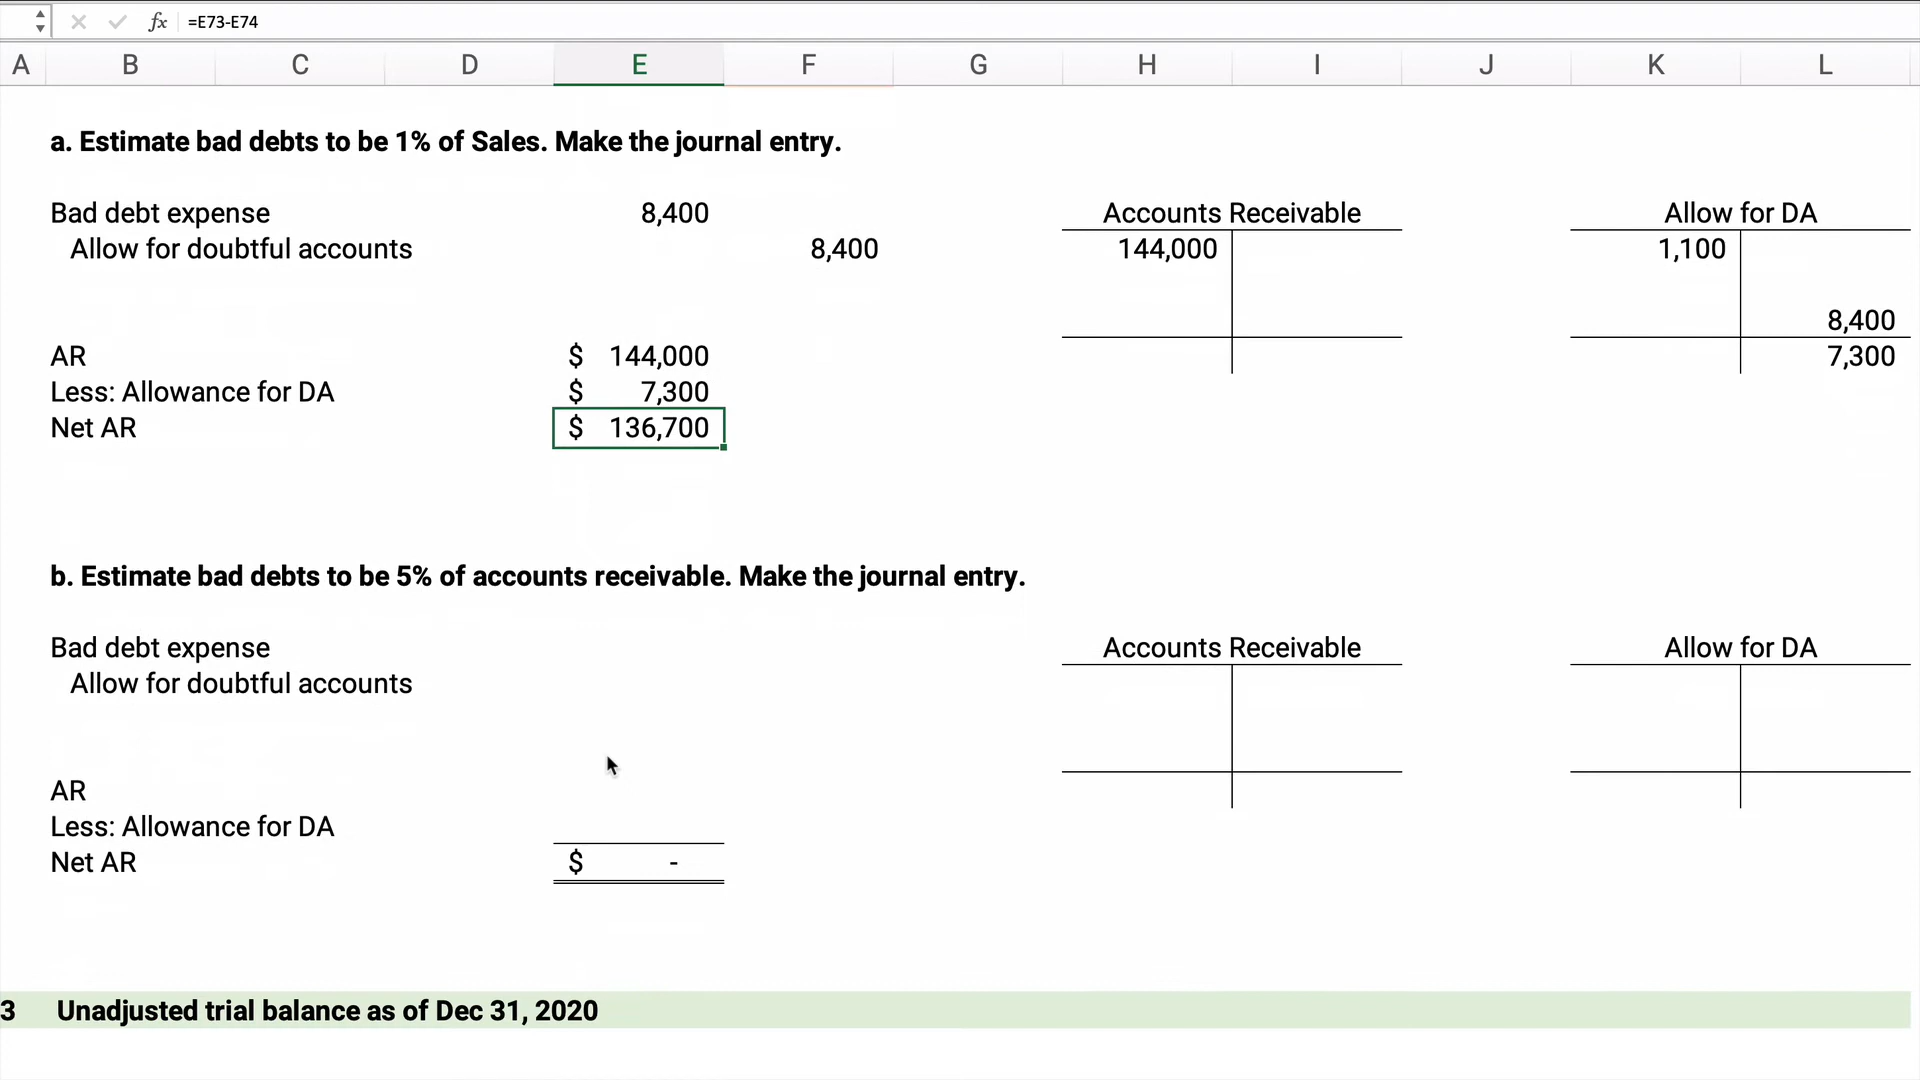 fx =E73-E74
A B C D E F G H I J K L
a. Estimate bad debts to be 1% of Sales. Make the journal entry.
Bad debt expense 8,400 Accounts Receivable Allow for DA
Allow for doubtful accounts 8,400 144,000 1,100
8,400
AR $ 144,000 7,300
Less: Allowance for DA $ 7,300
Net AR $ 136,700
b. Estimate bad debts to be 5% of accounts receivable. Make the journal entry.
Bad debt expense Accounts Receivable Allow for DA
Allow for doubtful accounts
AR
Less: Allowance for DA
Net AR $ -
3 Unadjusted trial balance as of Dec 31, 2020